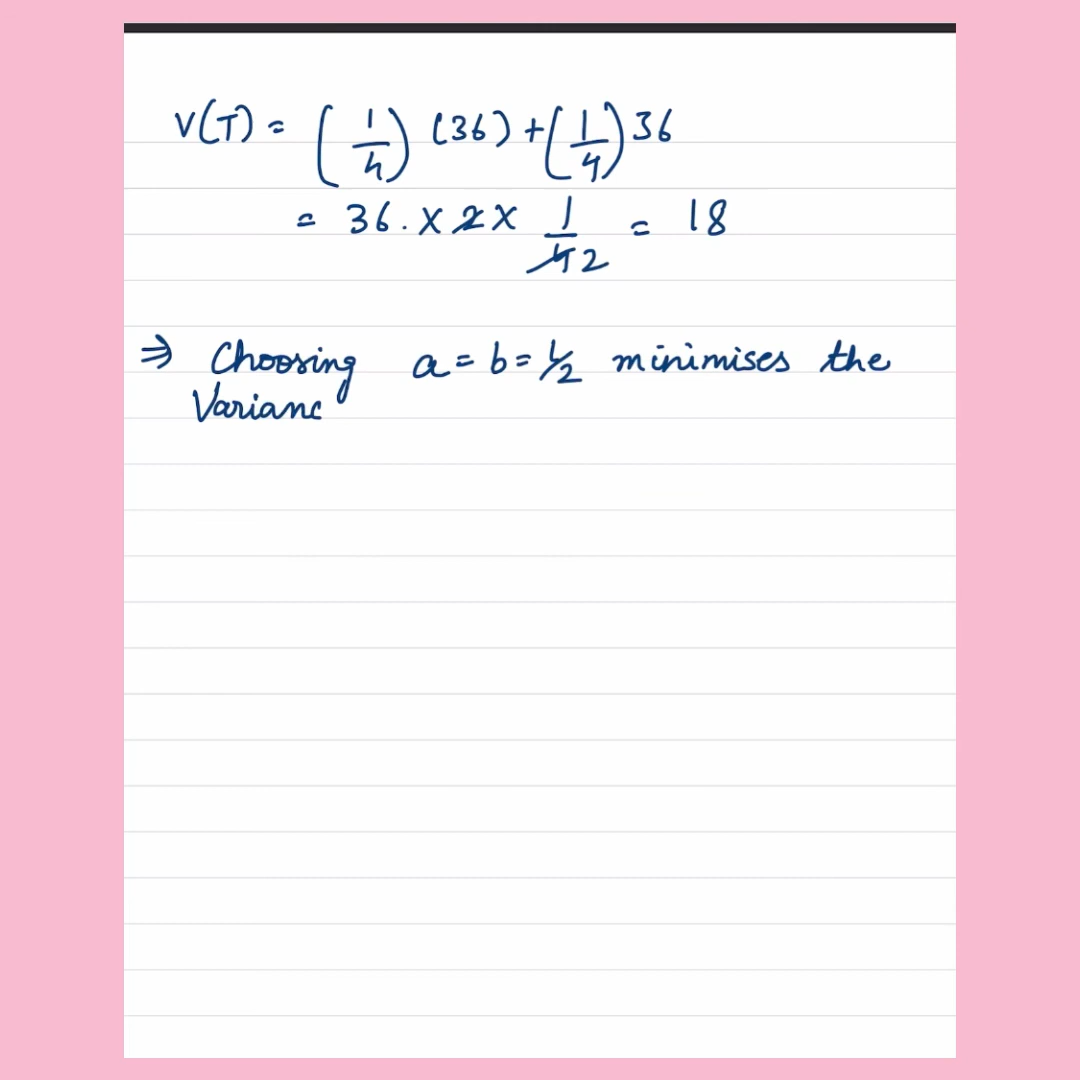 V(T) = (1/4) (36) + (1/4) 36
= 36 . x 2 x 1/4 2 = 18
⇒ Choosing a = b = 1/2 minimises the
Varianc